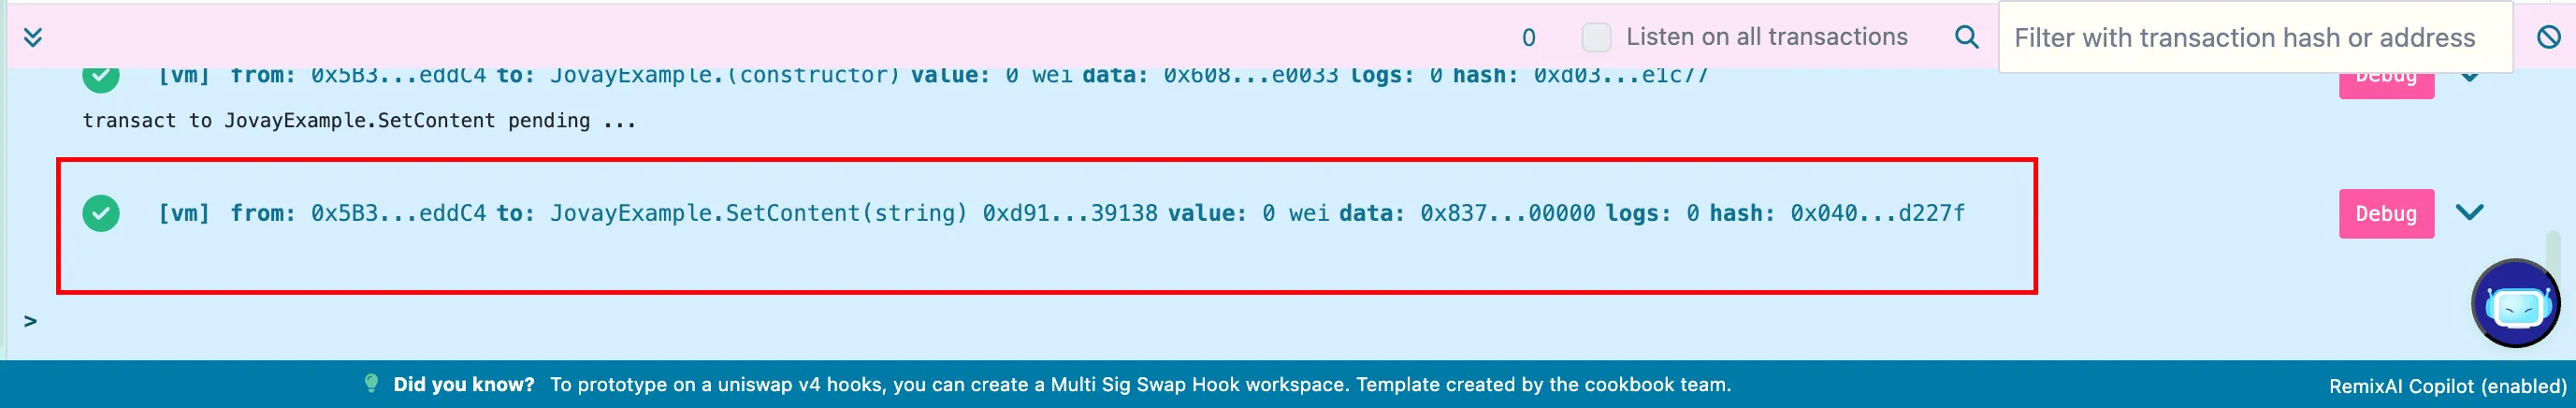 0 Listen on all transactions Filter with transaction hash or address
[vm] from: 0x5B3...eddC4 to: JovayExample.(constructor) value: 0 wei data: 0x608...e0033 logs: 0 hash: 0xd03...e1c77 Debug
transact to JovayExample.SetContent pending ...
[vm] from: 0x5B3...eddC4 to: JovayExample.SetContent(string) 0xd91...39138 value: 0 wei data: 0x837...00000 logs: 0 hash: 0x040...d227f Debug
>
Did you know? To prototype on a uniswap v4 hooks, you can create a Multi Sig Swap Hook workspace. Template created by the cookbook team. RemixAI Copilot (enabled)